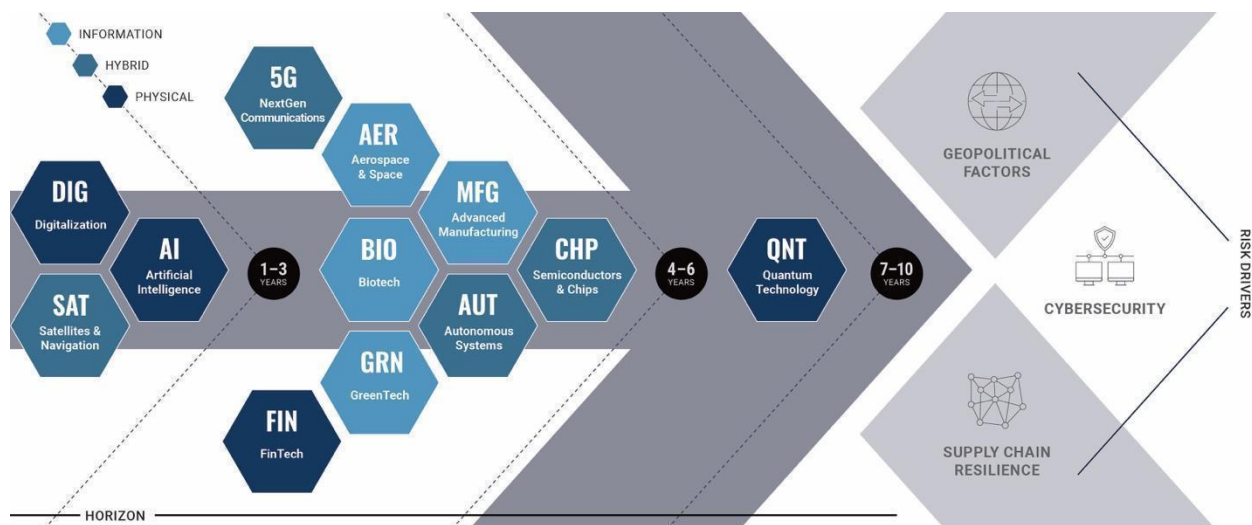 INFORMATION
HYBRID
PHYSICAL
5G
NextGen
Communications
AER
Aerospace
& Space
DIG
Digitalization
MFG
Advanced
Manufacturing
AI
Artificial
Intelligence
1–3
YEARS
BIO
Biotech
CHP
Semiconductors
& Chips
4–6
YEARS
QNT
Quantum
Technology
7–10
YEARS
SAT
Satellites &
Navigation
AUT
Autonomous
Systems
GRN
GreenTech
FIN
FinTech
HORIZON
GEOPOLITICAL
FACTORS
CYBERSECURITY
SUPPLY CHAIN
RESILIENCE
RISK DRIVERS